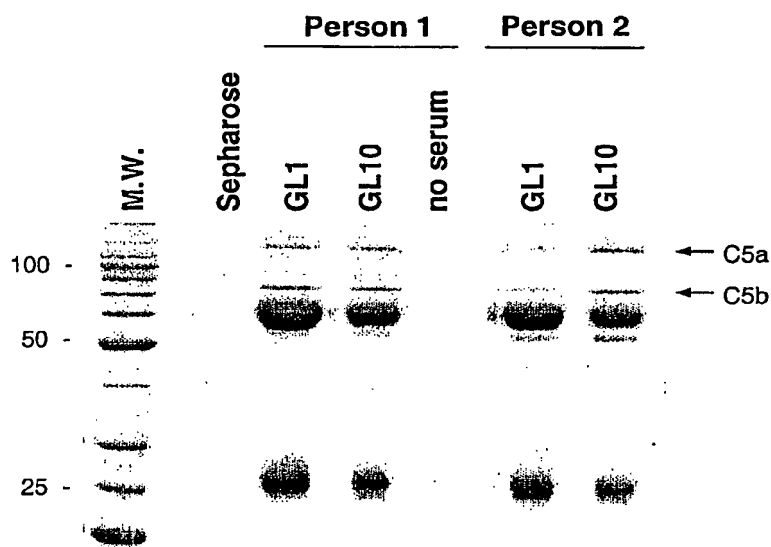 Person 1
Person 2
M.W.
Sepharose
GL1
GL10
no serum
GL1
GL10
C5a
C5b
100 -
50 -
25 -